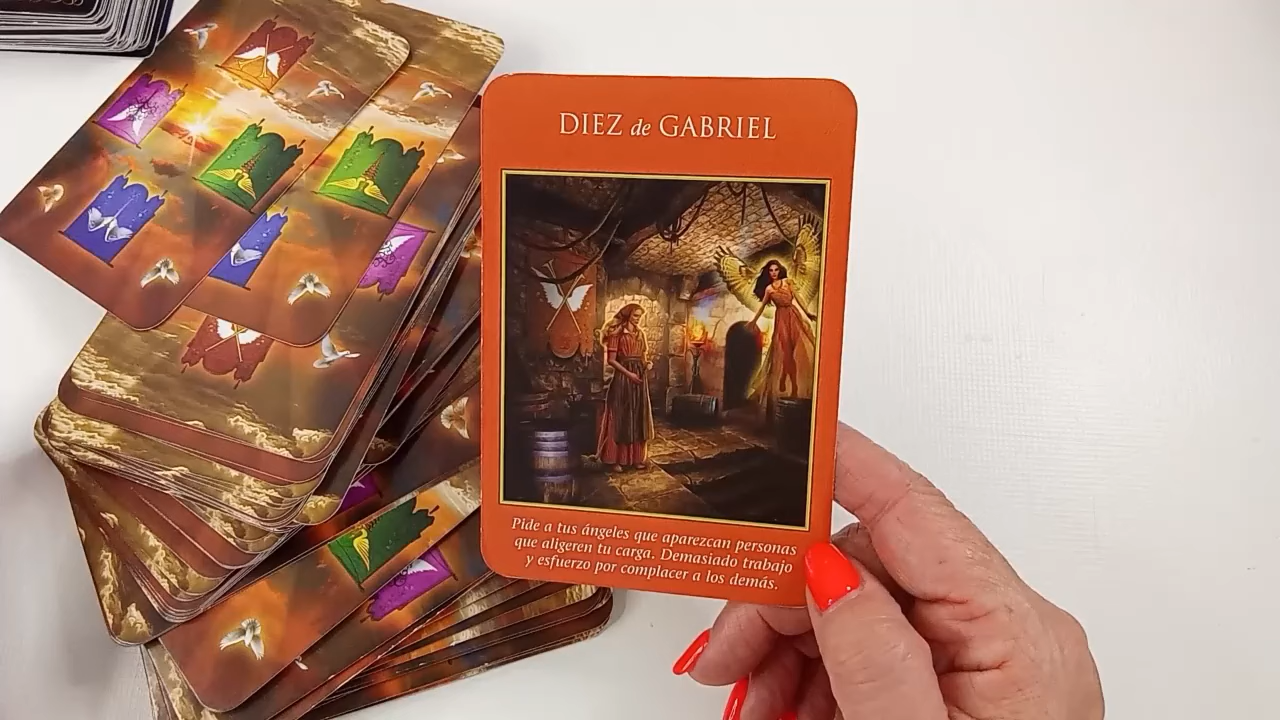 DIEZ de GABRIEL
Pide a tus ángeles que aparezcan personas
que aligeren tu carga. Demasiado trabajo
y esfuerzo por complacer a los demás.